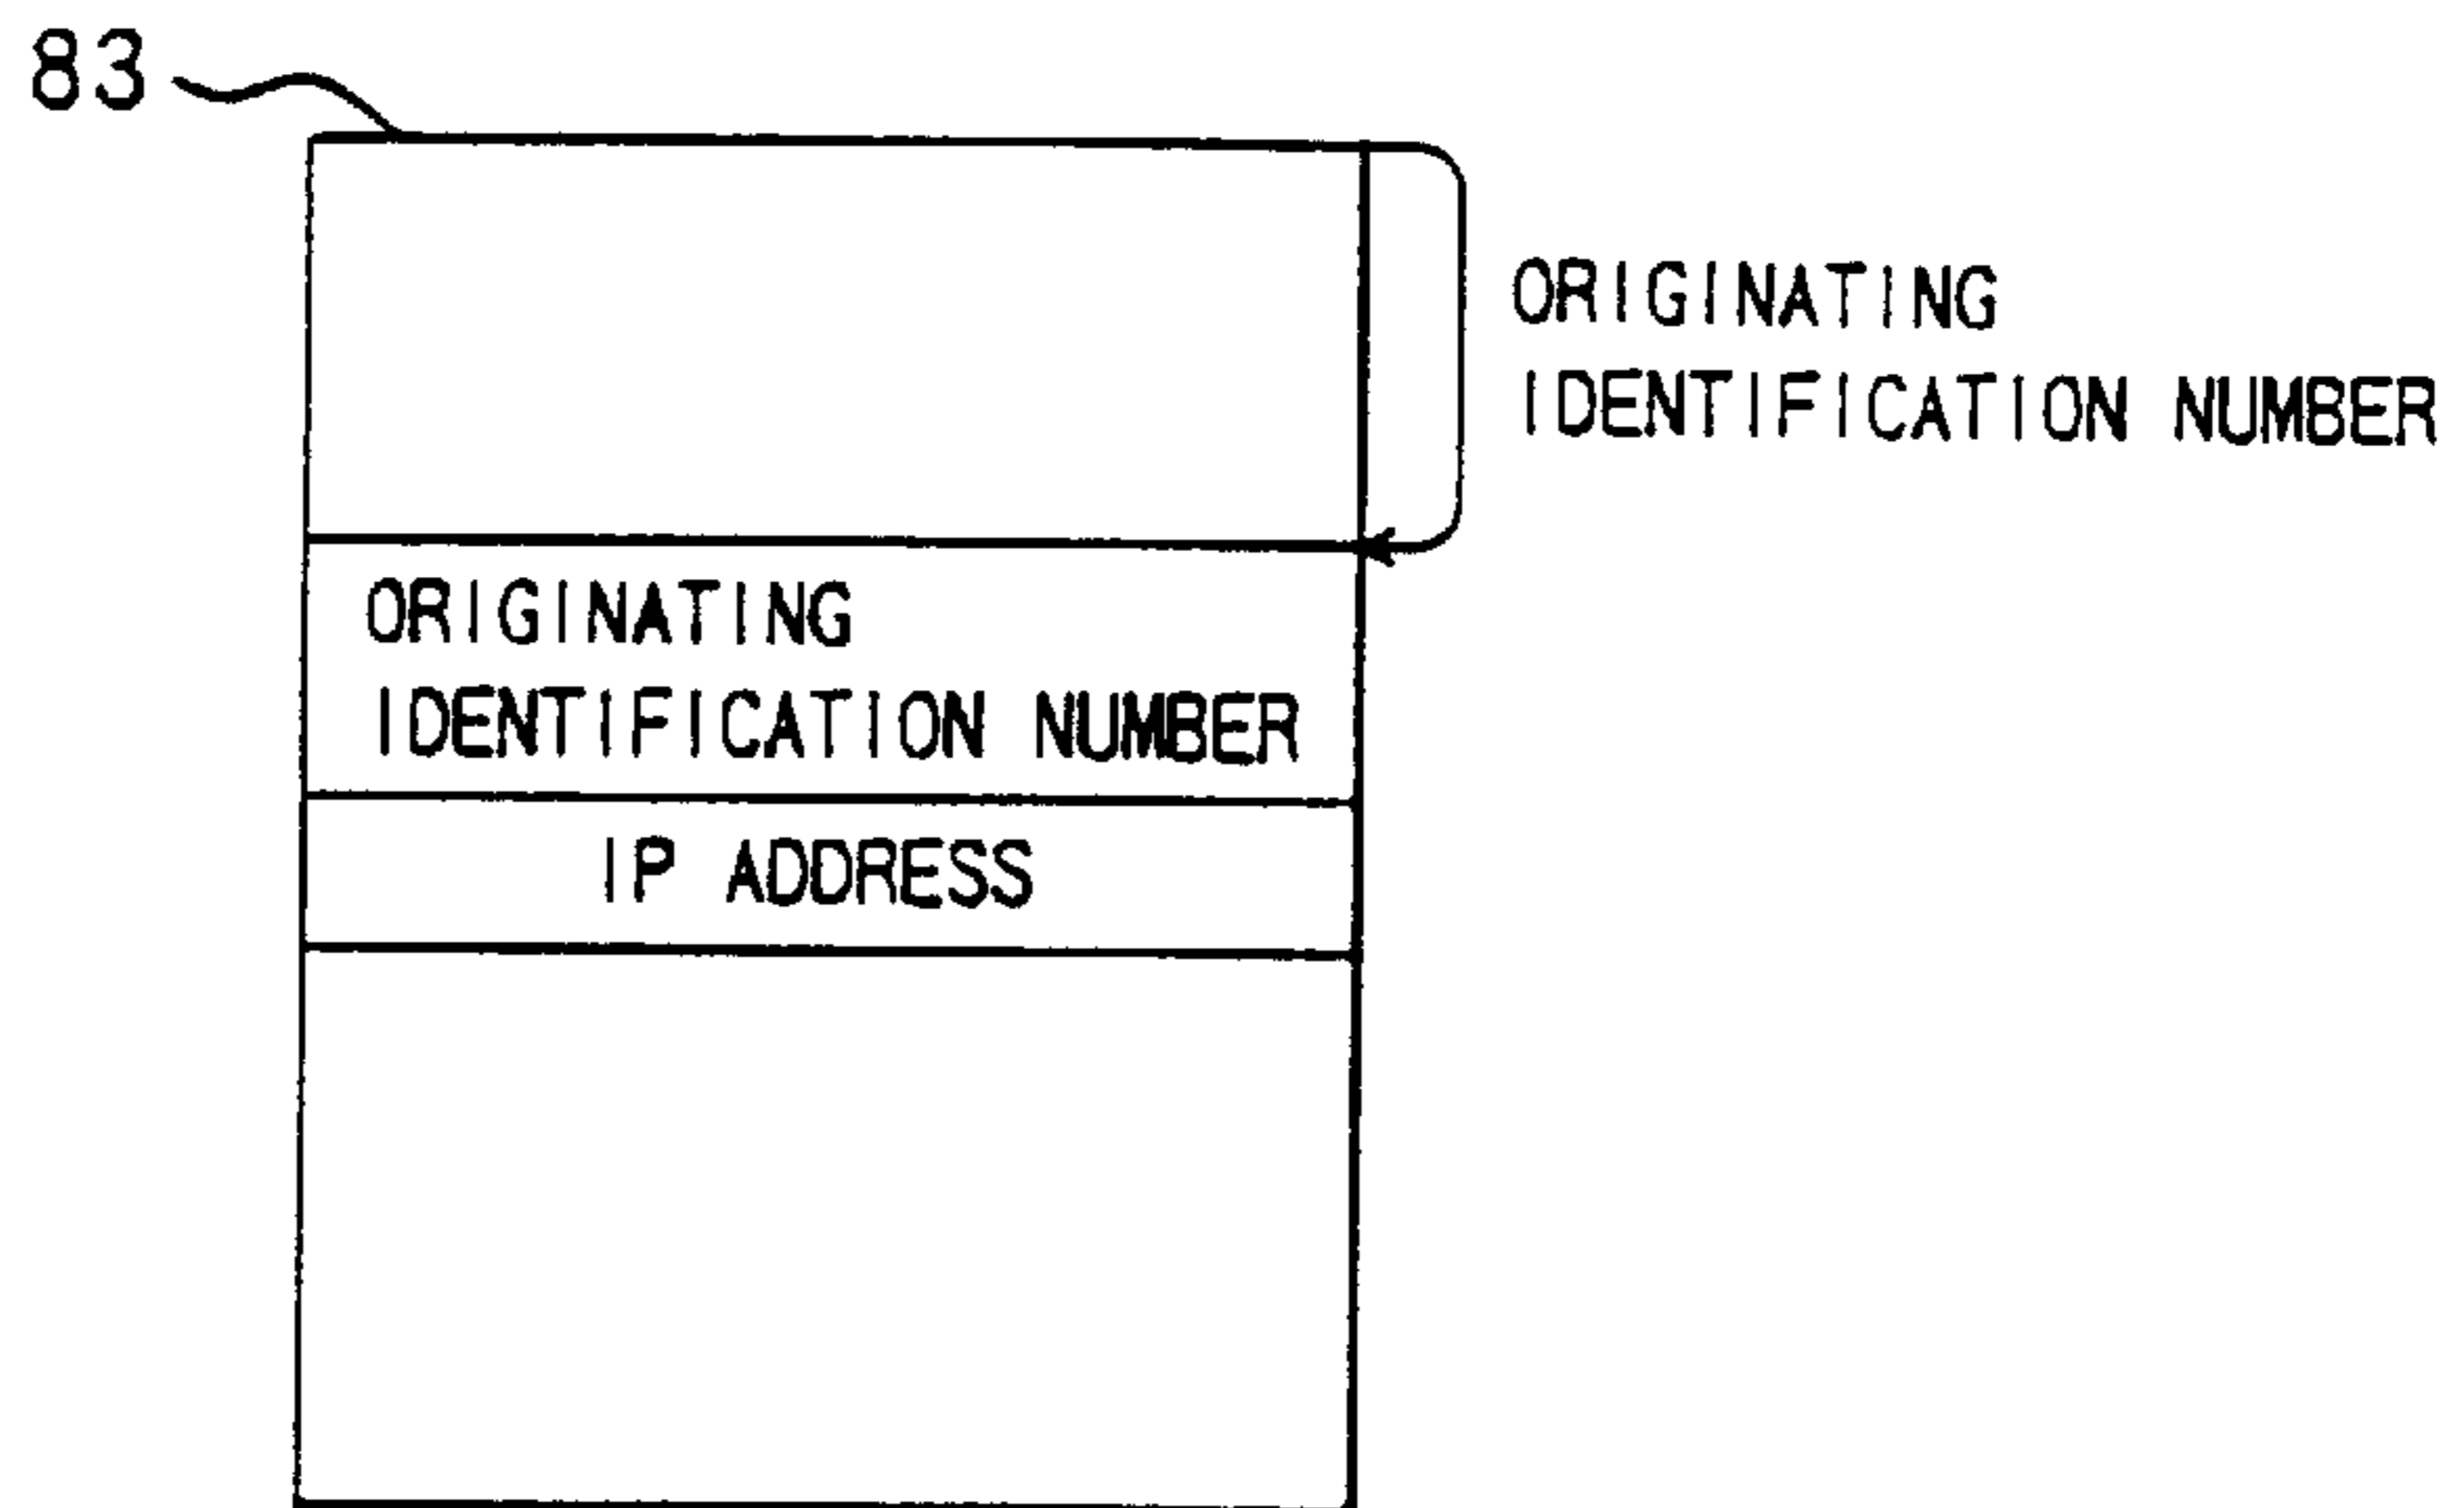 83
ORIGINATING
IDENTIFICATION NUMBER
ORIGINATING
IDENTIFICATION NUMBER
IP ADDRESS